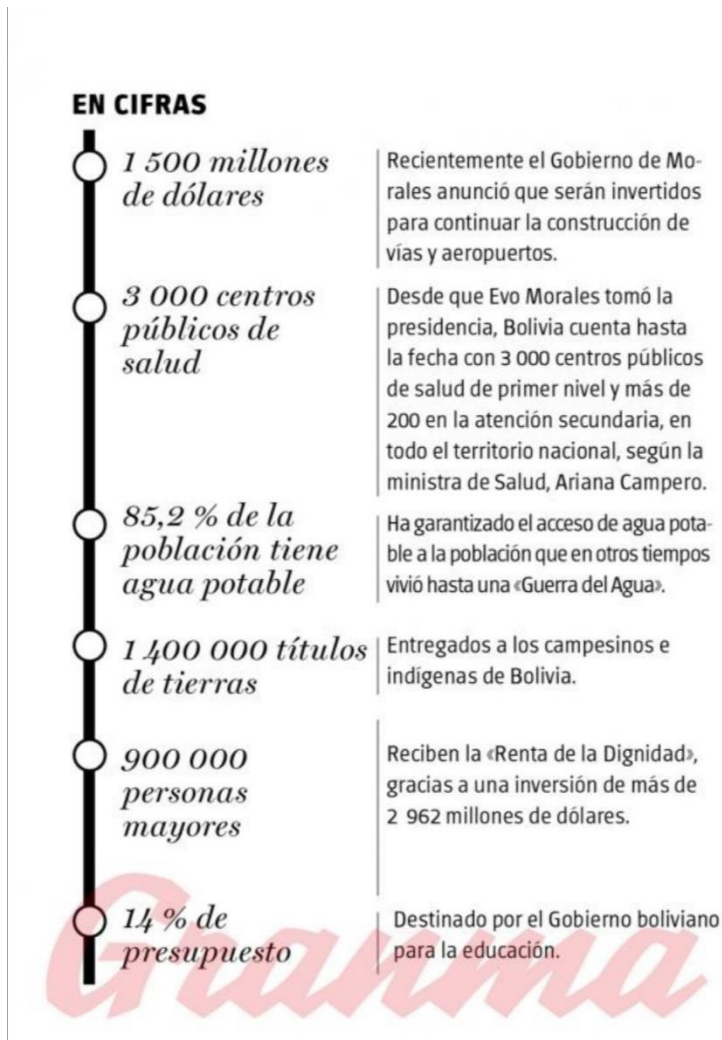 EN CIFRAS
1 500 millones
de dólares
Recientemente el Gobierno de Mo-
rales anunció que serán invertidos
para continuar la construcción de
vías y aeropuertos.
3 000 centros
públicos de
salud
Desde que Evo Morales tomó la
presidencia, Bolivia cuenta hasta
la fecha con 3 000 centros públicos
de salud de primer nivel y más de
200 en la atención secundaria, en
todo el territorio nacional, según la
ministra de Salud, Ariana Campero.
85,2 % de la
población tiene
agua potable
Ha garantizado el acceso de agua pota-
ble a la población que en otros tiempos
vivió hasta una «Guerra del Agua».
1 400 000 títulos
de tierras
Entregados a los campesinos e
indígenas de Bolivia.
900 000
personas
mayores
Reciben la «Renta de la Dignidad»,
gracias a una inversión de más de
2 962 millones de dólares.
14 % de
presupuesto
Destinado por el Gobierno boliviano
para la educación.
Granma